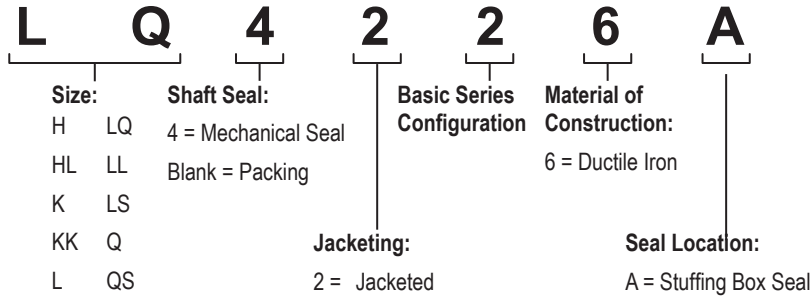 L Q 4 2 2 6 A
Size:
H LQ
HL LL
K LS
KK Q
L QS
Shaft Seal:
4 = Mechanical Seal
Blank = Packing
Jacketing:
2 = Jacketed
Basic Series
Configuration
Material of
Construction:
6 = Ductile Iron
Seal Location:
A = Stuffing Box Seal